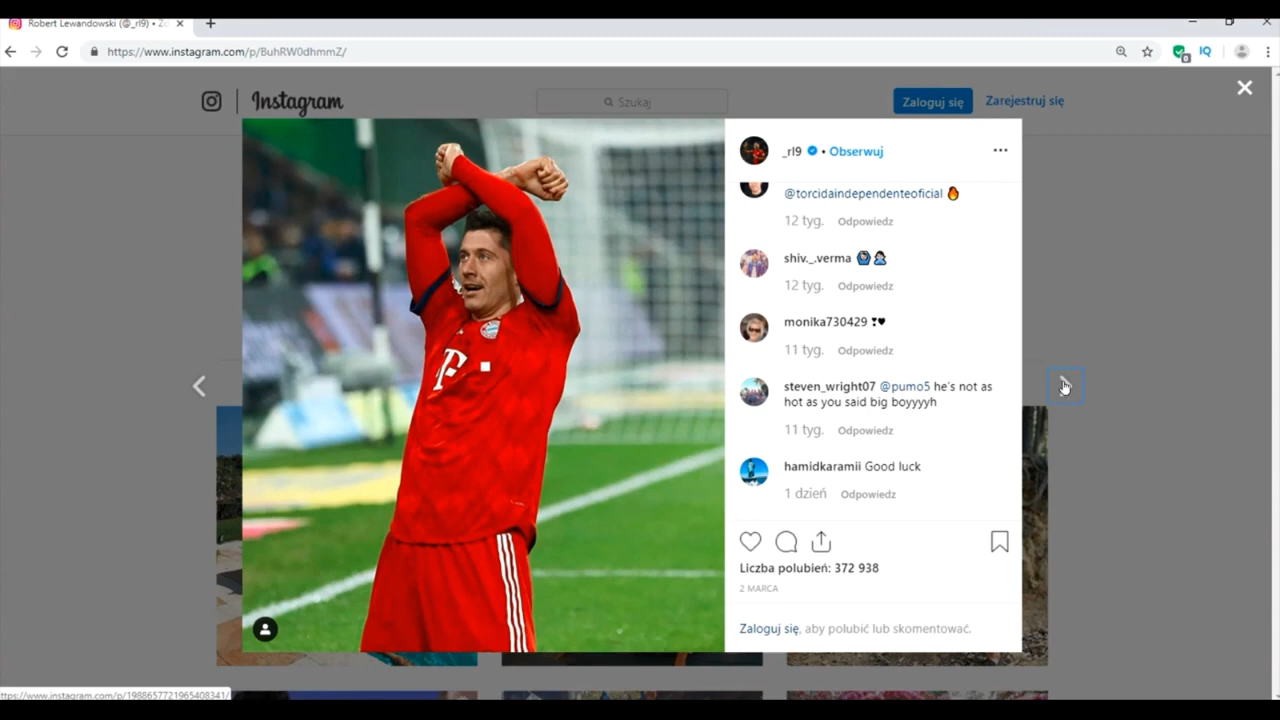 Robert Lewandowski (@_rl9) • Z
https://www.instagram.com/p/BuhRW0dhmmZ/
IQ
Instagram
Szukaj
Zaloguj się
Zarejestruj się
_rl9 • Obserwuj
@torcidaindependenteoficial 🔥
12 tyg. Odpowiedz
shiv._.verma
12 tyg. Odpowiedz
monika730429 ❣♥
11 tyg. Odpowiedz
steven_wright07 @pumo5 he's not as
hot as you said big boyyyyh
11 tyg. Odpowiedz
hamidkaramii Good luck
1 dzień Odpowiedz
Liczba polubień: 372 938
2 MARCA
Zaloguj się, aby polubić lub skomentować.
ttps://www.instagram.com/p/1988657721965408341/
T